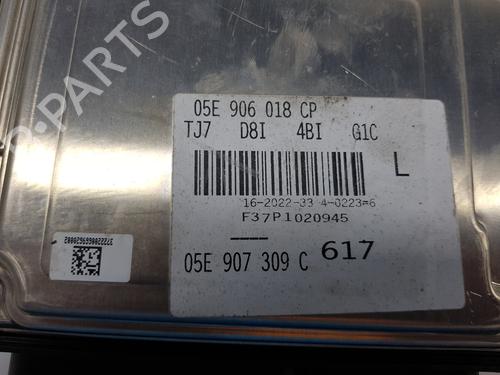 B-PARTS
05E 906 018 CP
TJ7 D8I 4BI G1C
L
16-2022-33 4-0223=6
F37P1020945
05E 907 309 C 617